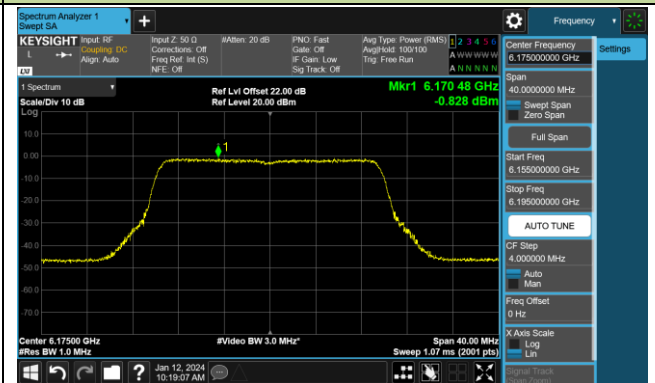 Spectrum Analyzer 1
Swept SA
Frequency
KEYSIGHT
Input: RF
Coupling: DC
Align: Auto
Input Z: 50 Ω
Corrections: Off
Freq Ref: Int (S)
NFE: Off
#Atten: 20 dB
PNO: Fast
Gate: Off
IF Gain: Low
Sig Track: Off
Avg Type: Power (RMS)
Avg|Hold: 100/100
Trig: Free Run
1 2 3 4 5 6
A W W W W W
A N N N N N
L
LXI
1 Spectrum
Scale/Div 10 dB
Ref Lvl Offset 22.00 dB
Ref Level 20.00 dBm
Mkr1 6.170 48 GHz
-0.828 dBm
Log
10.0
0.00
-10.0
-20.0
-30.0
-40.0
-50.0
-60.0
-70.0
1
Center 6.17500 GHz
#Res BW 1.0 MHz
#Video BW 3.0 MHz*
Span 40.00 MHz
Sweep 1.07 ms (2001 pts)
Jan 12, 2024
10:19:07 AM
Center Frequency
6.175000000 GHz
Settings
Span
40.0000000 MHz
Swept Span
Zero Span
Full Span
Start Freq
6.155000000 GHz
Stop Freq
6.195000000 GHz
AUTO TUNE
CF Step
4.000000 MHz
Auto
Man
Freq Offset
0 Hz
X Axis Scale
Log
Lin
Signal Track
(Span Zoom)